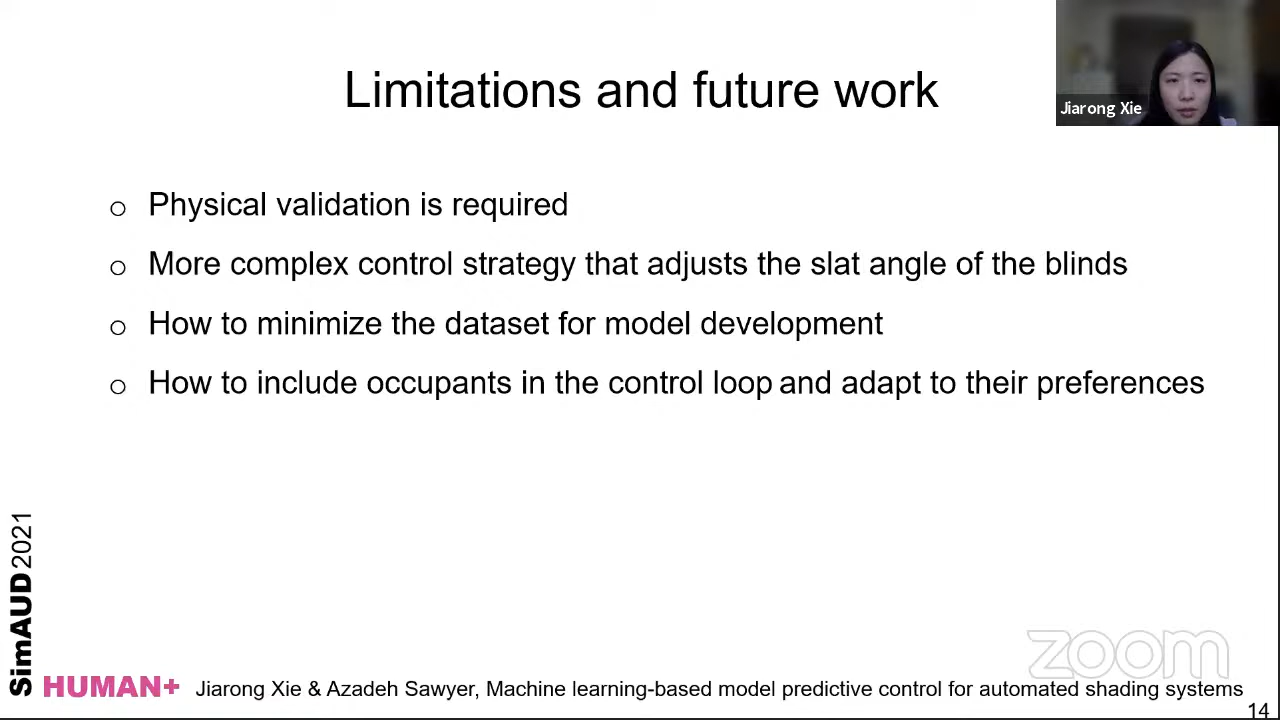 Limitations and future work
Jiarong Xie
o Physical validation is required
o More complex control strategy that adjusts the slat angle of the blinds
o How to minimize the dataset for model development
o How to include occupants in the control loop and adapt to their preferences
SimAUD2021
HUMAN+
Jiarong Xie & Azadeh Sawyer, Machine learning-based model predictive control for automated shading systems
zoom
14